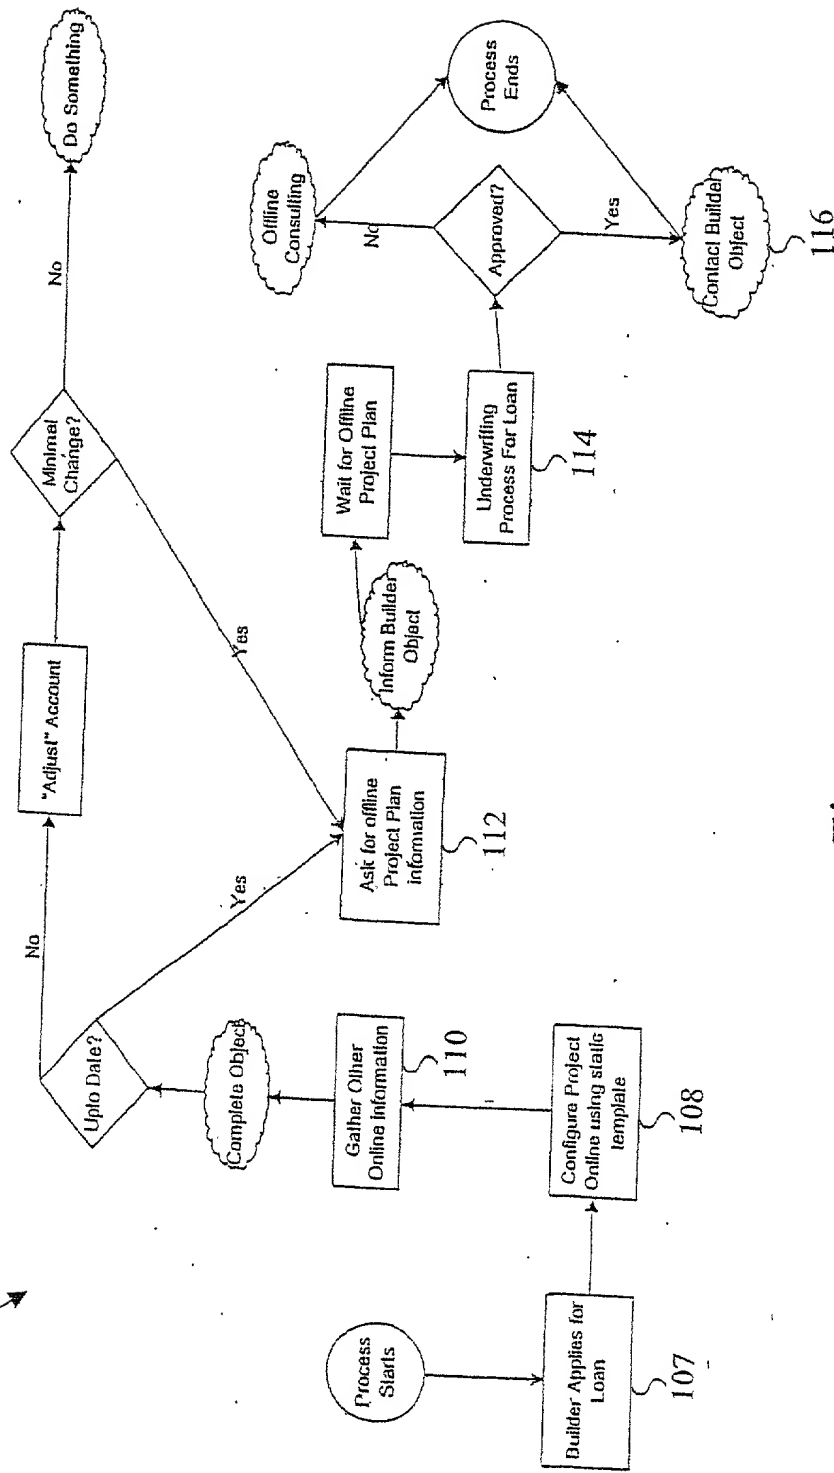 Process
Starts
Builder Applies for
Loan
107
Configure Project
Online using static
template
108
Gather Other
Online Information
110
Complete Object
Upto Date?
No
Yes
"Adjust" Account
Minimal
Change?
No
Yes
Do Something
Ask for offline
Project Plan
information
112
Inform Builder
Object
Wait for Offline
Project Plan
Underwriting
Process For Loan
114
Approved?
No
Yes
Offline
Consulting
Contact Builder
Object
116
Process
Ends